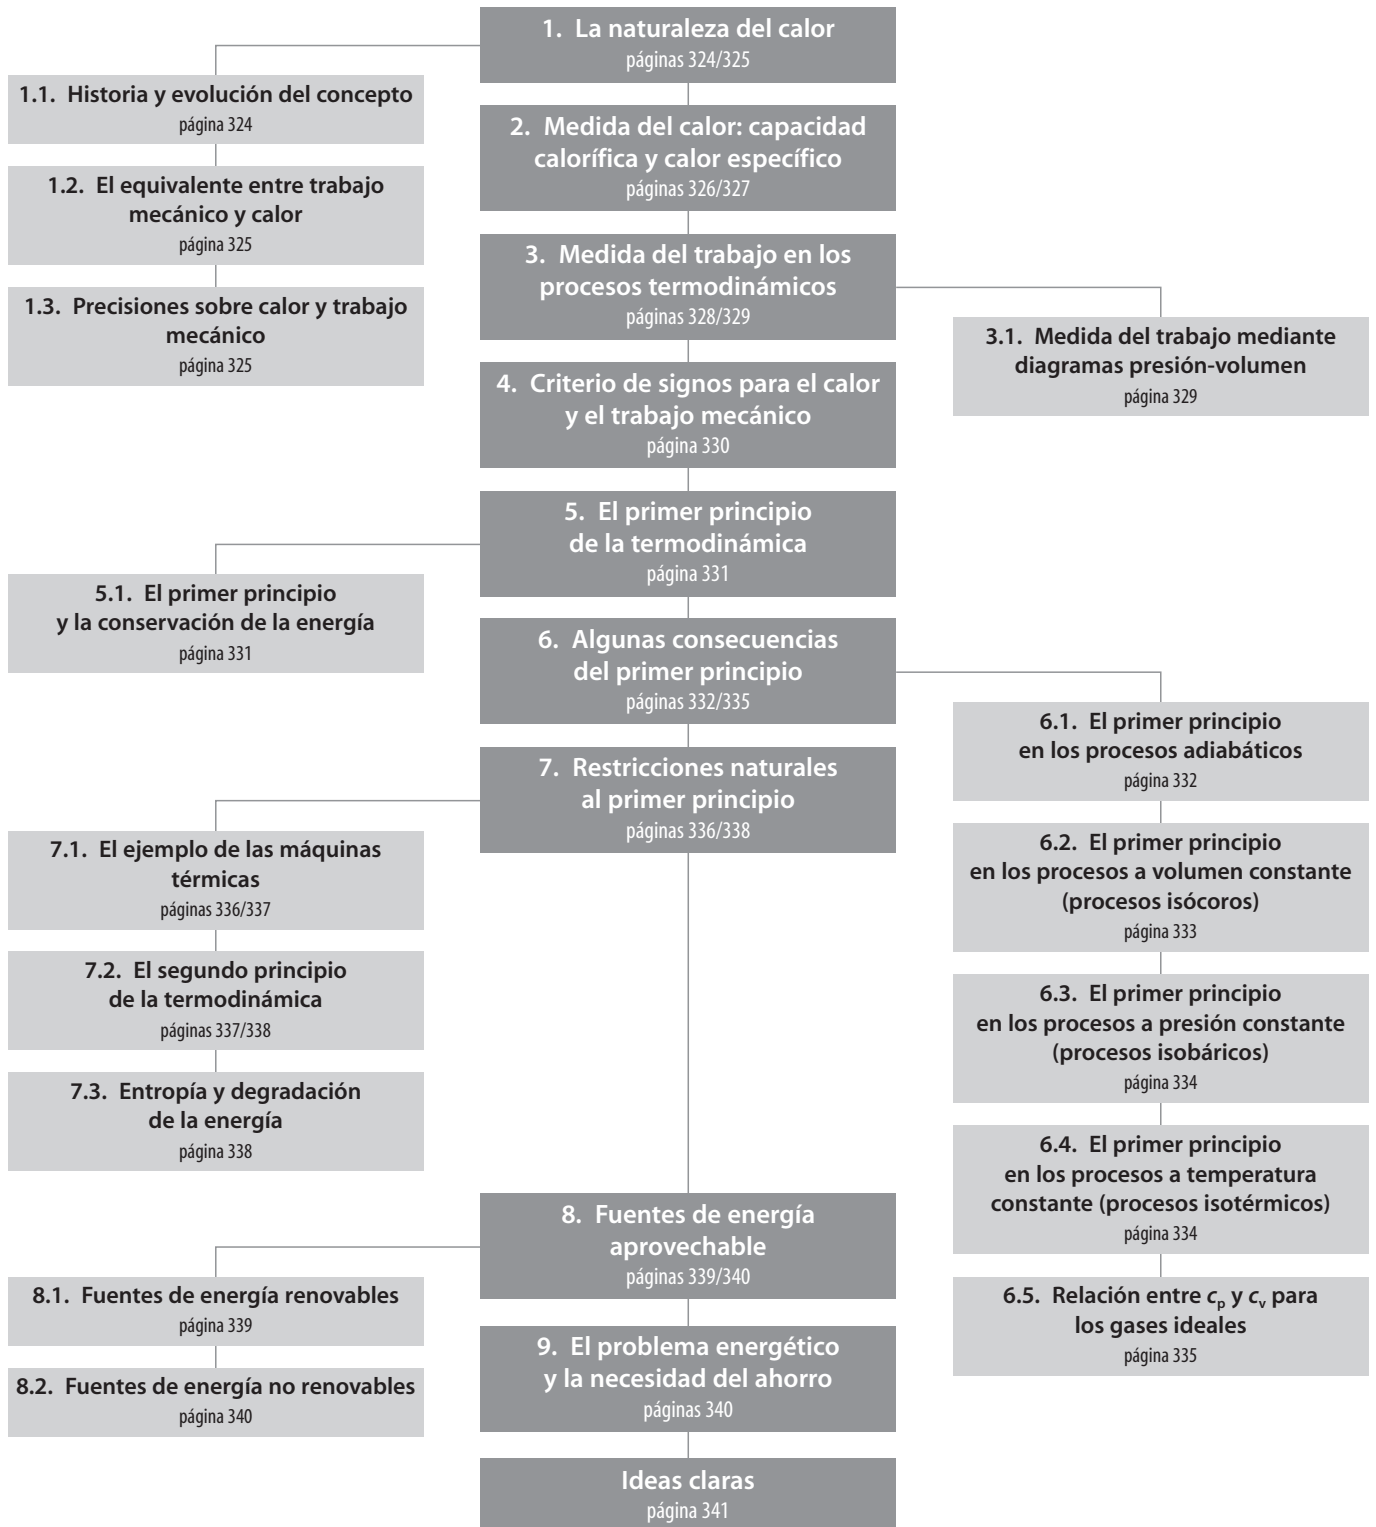 1. La naturaleza del calor
páginas 324/325
1.1. Historia y evolución del concepto
página 324
1.2. El equivalente entre trabajo
mecánico y calor
página 325
1.3. Precisiones sobre calor y trabajo
mecánico
página 325
2. Medida del calor: capacidad
calorífica y calor específico
páginas 326/327
3. Medida del trabajo en los
procesos termodinámicos
páginas 328/329
3.1. Medida del trabajo mediante
diagramas presión-volumen
página 329
4. Criterio de signos para el calor
y el trabajo mecánico
página 330
5. El primer principio
de la termodinámica
página 331
5.1. El primer principio
y la conservación de la energía
página 331
6. Algunas consecuencias
del primer principio
páginas 332/335
6.1. El primer principio
en los procesos adiabáticos
página 332
6.2. El primer principio
en los procesos a volumen constante
(procesos isócoros)
página 333
6.3. El primer principio
en los procesos a presión constante
(procesos isobáricos)
página 334
6.4. El primer principio
en los procesos a temperatura
constante (procesos isotérmicos)
página 334
6.5. Relación entre cp y cv para
los gases ideales
página 335
7. Restricciones naturales
al primer principio
páginas 336/338
7.1. El ejemplo de las máquinas
térmicas
páginas 336/337
7.2. El segundo principio
de la termodinámica
páginas 337/338
7.3. Entropía y degradación
de la energía
página 338
8. Fuentes de energía
aprovechable
páginas 339/340
8.1. Fuentes de energía renovables
página 339
8.2. Fuentes de energía no renovables
página 340
9. El problema energético
y la necesidad del ahorro
páginas 340
Ideas claras
página 341